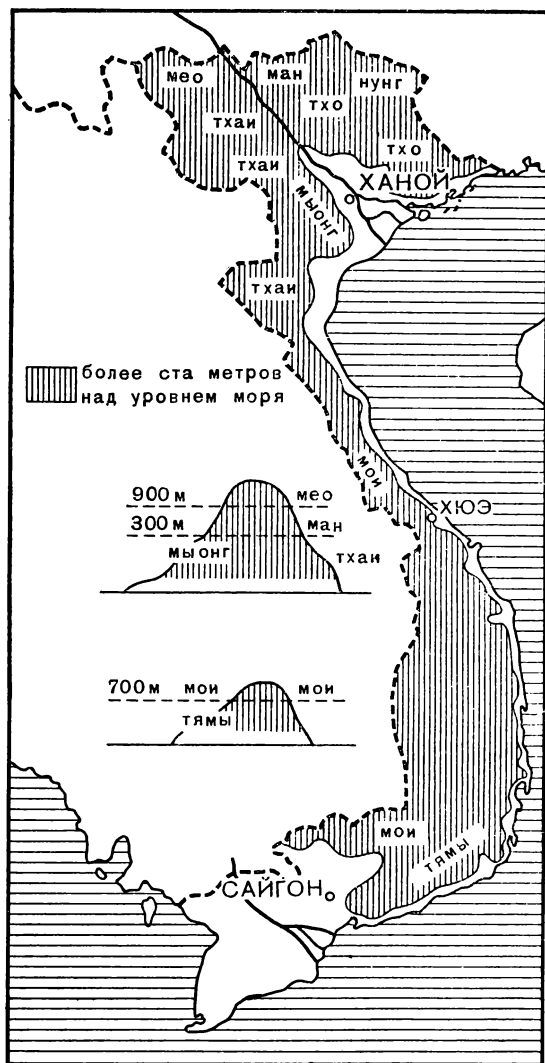 мео
ман
нунг
тхо
тхаи
тхо
тхаи
ХАНОЙ
мыонг
тхаи
более ста метров
над уровнем моря
мои
900 м мео
ХЮЭ
300 м ман
мыонг тхаи
700 м мои мои
тямы
мои
тямы
САЙГОН